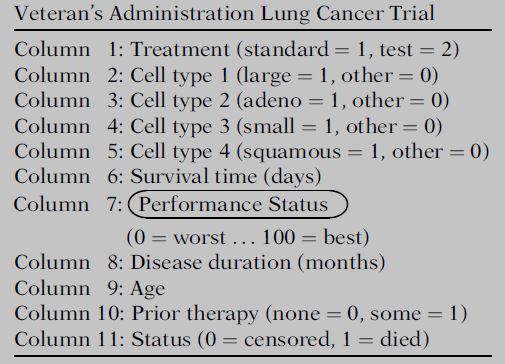 Veteran's Administration Lung Cancer Trial
Column 1: Treatment (standard = 1, test = 2)
Column 2: Cell type 1 (large = 1, other = 0)
Column 3: Cell type 2 (adeno = 1, other = 0)
Column 4: Cell type 3 (small = 1, other = 0)
Column 5: Cell type 4 (squamous = 1, other = 0)
Column 6: Survival time (days)
Column 7: Performance Status
(0 = worst … 100 = best)
Column 8: Disease duration (months)
Column 9: Age
Column 10: Prior therapy (none = 0, some = 1)
Column 11: Status (0 = censored, 1 = died)